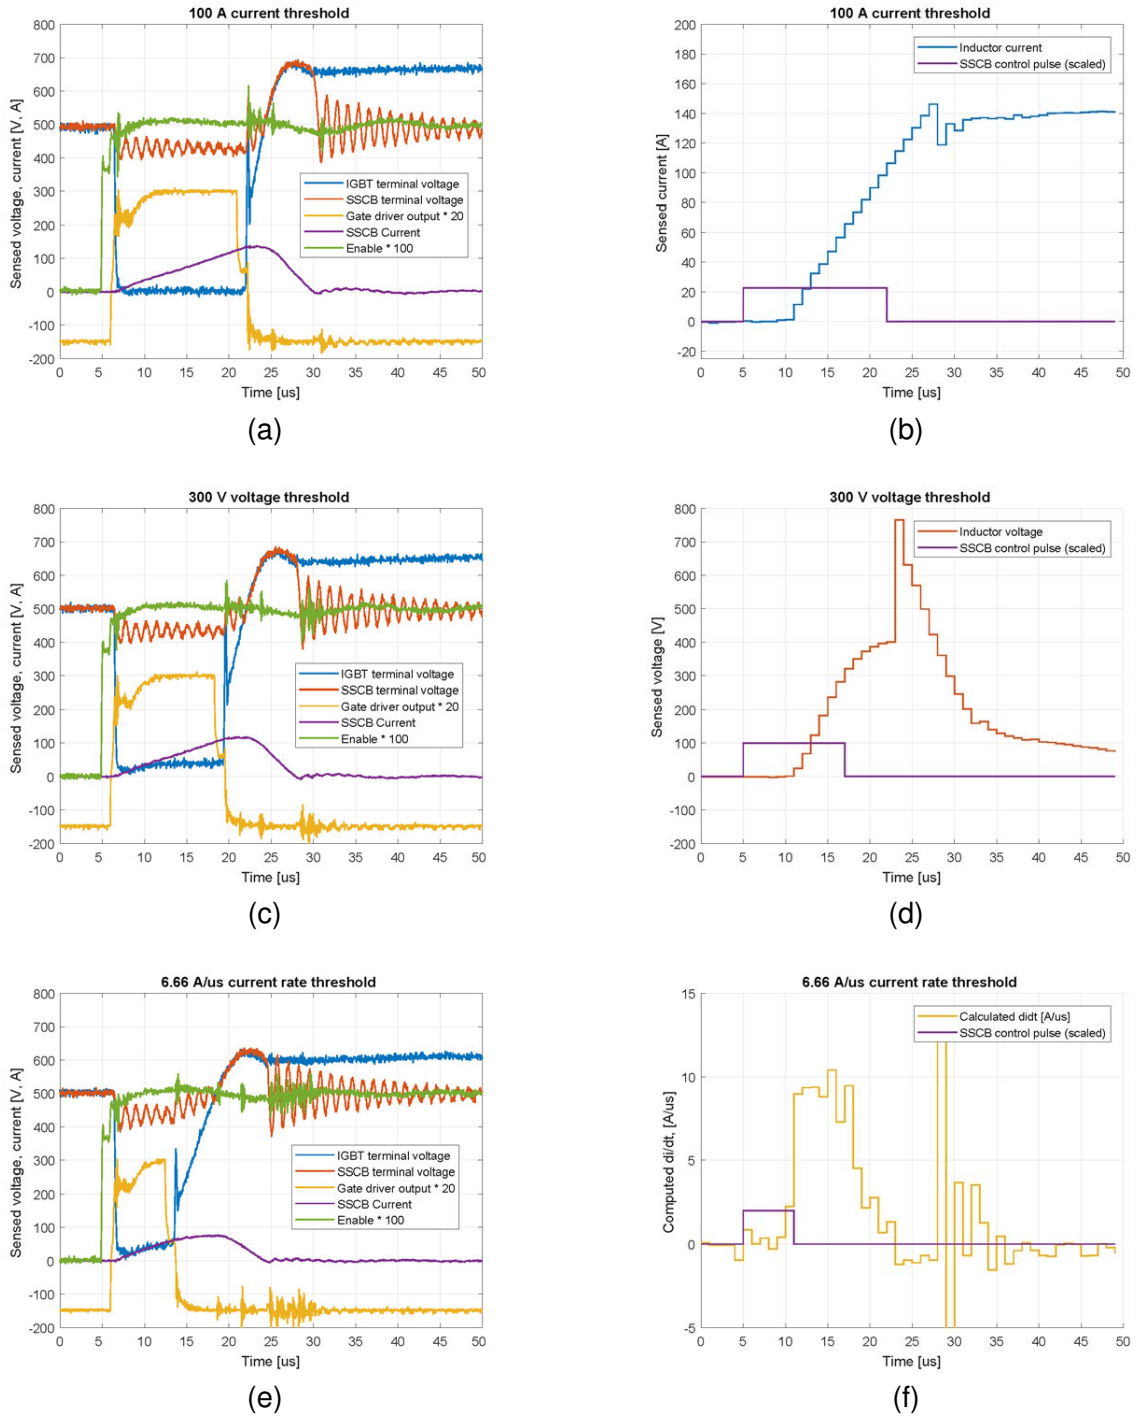 100 A current threshold
800
700
600
500
400
300
200
100
0
-100
-200
Sensed voltage, current [V, A]
IGBT terminal voltage
SSCB terminal voltage
Gate driver output * 20
SSCB Current
Enable * 100
0 5 10 15 20 25 30 35 40 45 50
Time [us]
(a)
100 A current threshold
200
180
160
140
120
100
80
60
40
20
0
-20
Sensed current [A]
Inductor current
SSCB control pulse (scaled)
0 5 10 15 20 25 30 35 40 45 50
Time [us]
(b)
300 V voltage threshold
800
700
600
500
400
300
200
100
0
-100
-200
Sensed voltage, current [V, A]
IGBT terminal voltage
SSCB terminal voltage
Gate driver output * 20
SSCB Current
Enable * 100
0 5 10 15 20 25 30 35 40 45 50
Time [us]
(c)
300 V voltage threshold
800
700
600
500
400
300
200
100
0
-100
-200
Sensed voltage [V]
Inductor voltage
SSCB control pulse (scaled)
0 5 10 15 20 25 30 35 40 45 50
Time [us]
(d)
6.66 A/us current rate threshold
800
700
600
500
400
300
200
100
0
-100
-200
Sensed voltage, current [V, A]
IGBT terminal voltage
SSCB terminal voltage
Gate driver output * 20
SSCB Current
Enable * 100
0 5 10 15 20 25 30 35 40 45 50
Time [us]
(e)
6.66 A/us current rate threshold
15
10
5
0
-5
Computed di/dt, [A/us]
Calculated didt [A/us]
SSCB control pulse (scaled)
0 5 10 15 20 25 30 35 40 45 50
Time [us]
(f)